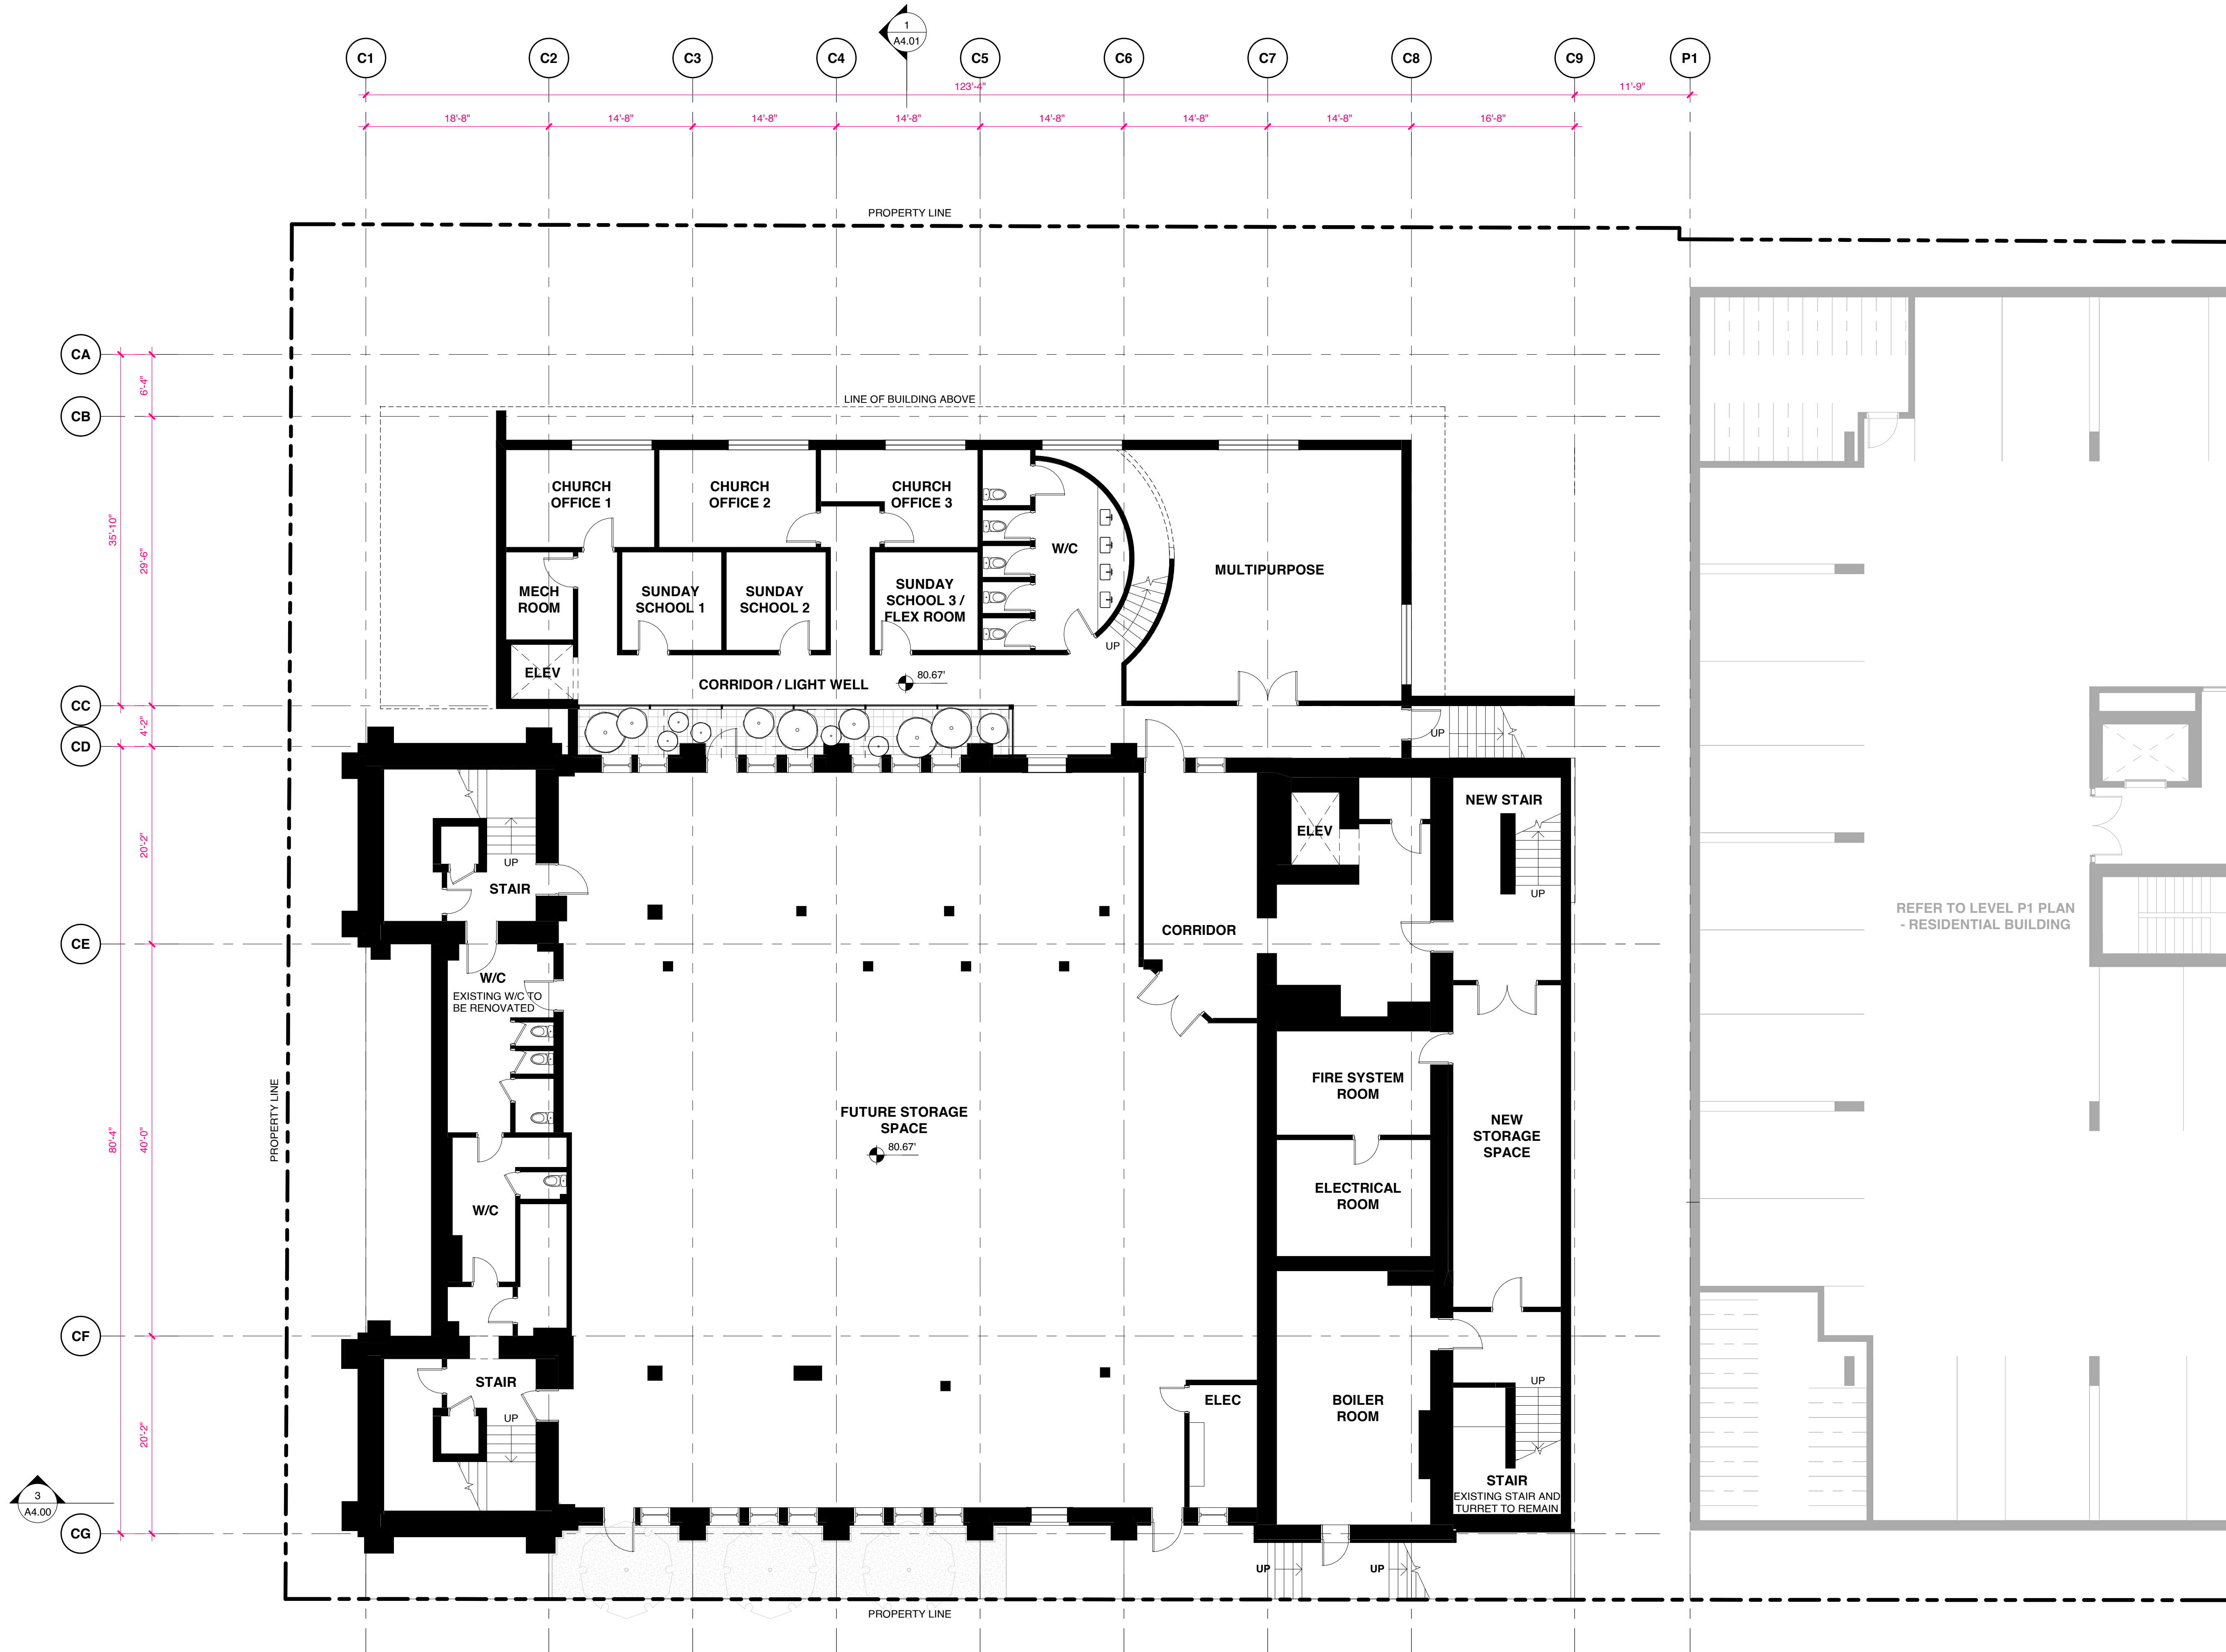 1
A4.01
C1
C2
C3
C4
C5
C6
C7
C8
C9
P1
123'-4"
11'-9"
18'-8"
14'-8"
14'-8"
14'-8"
14'-8"
14'-8"
14'-8"
16'-8"
PROPERTY LINE
CA
6'-4"
LINE OF BUILDING ABOVE
CB
CHURCH
OFFICE 1
CHURCH
OFFICE 2
CHURCH
OFFICE 3
35'-10"
29'-6"
W/C
MULTIPURPOSE
MECH
ROOM
SUNDAY
SCHOOL 1
SUNDAY
SCHOOL 2
SUNDAY
SCHOOL 3 /
FLEX ROOM
UP
ELEV
CORRIDOR / LIGHT WELL
80.67'
CC
4'-2"
UP
CD
NEW STAIR
ELEV
20'-2"
UP
STAIR
UP
REFER TO LEVEL P1 PLAN
- RESIDENTIAL BUILDING
CORRIDOR
CE
W/C
EXISTING W/C TO
BE RENOVATED
FIRE SYSTEM
ROOM
FUTURE STORAGE
SPACE
80.67'
NEW
STORAGE
SPACE
PROPERTY LINE
80'-4"
40'-0"
ELECTRICAL
ROOM
W/C
CF
STAIR
UP
UP
ELEC
BOILER
ROOM
20'-2"
STAIR
EXISTING STAIR AND
TURRET TO REMAIN
3
A4.00
CG
UP
UP
PROPERTY LINE